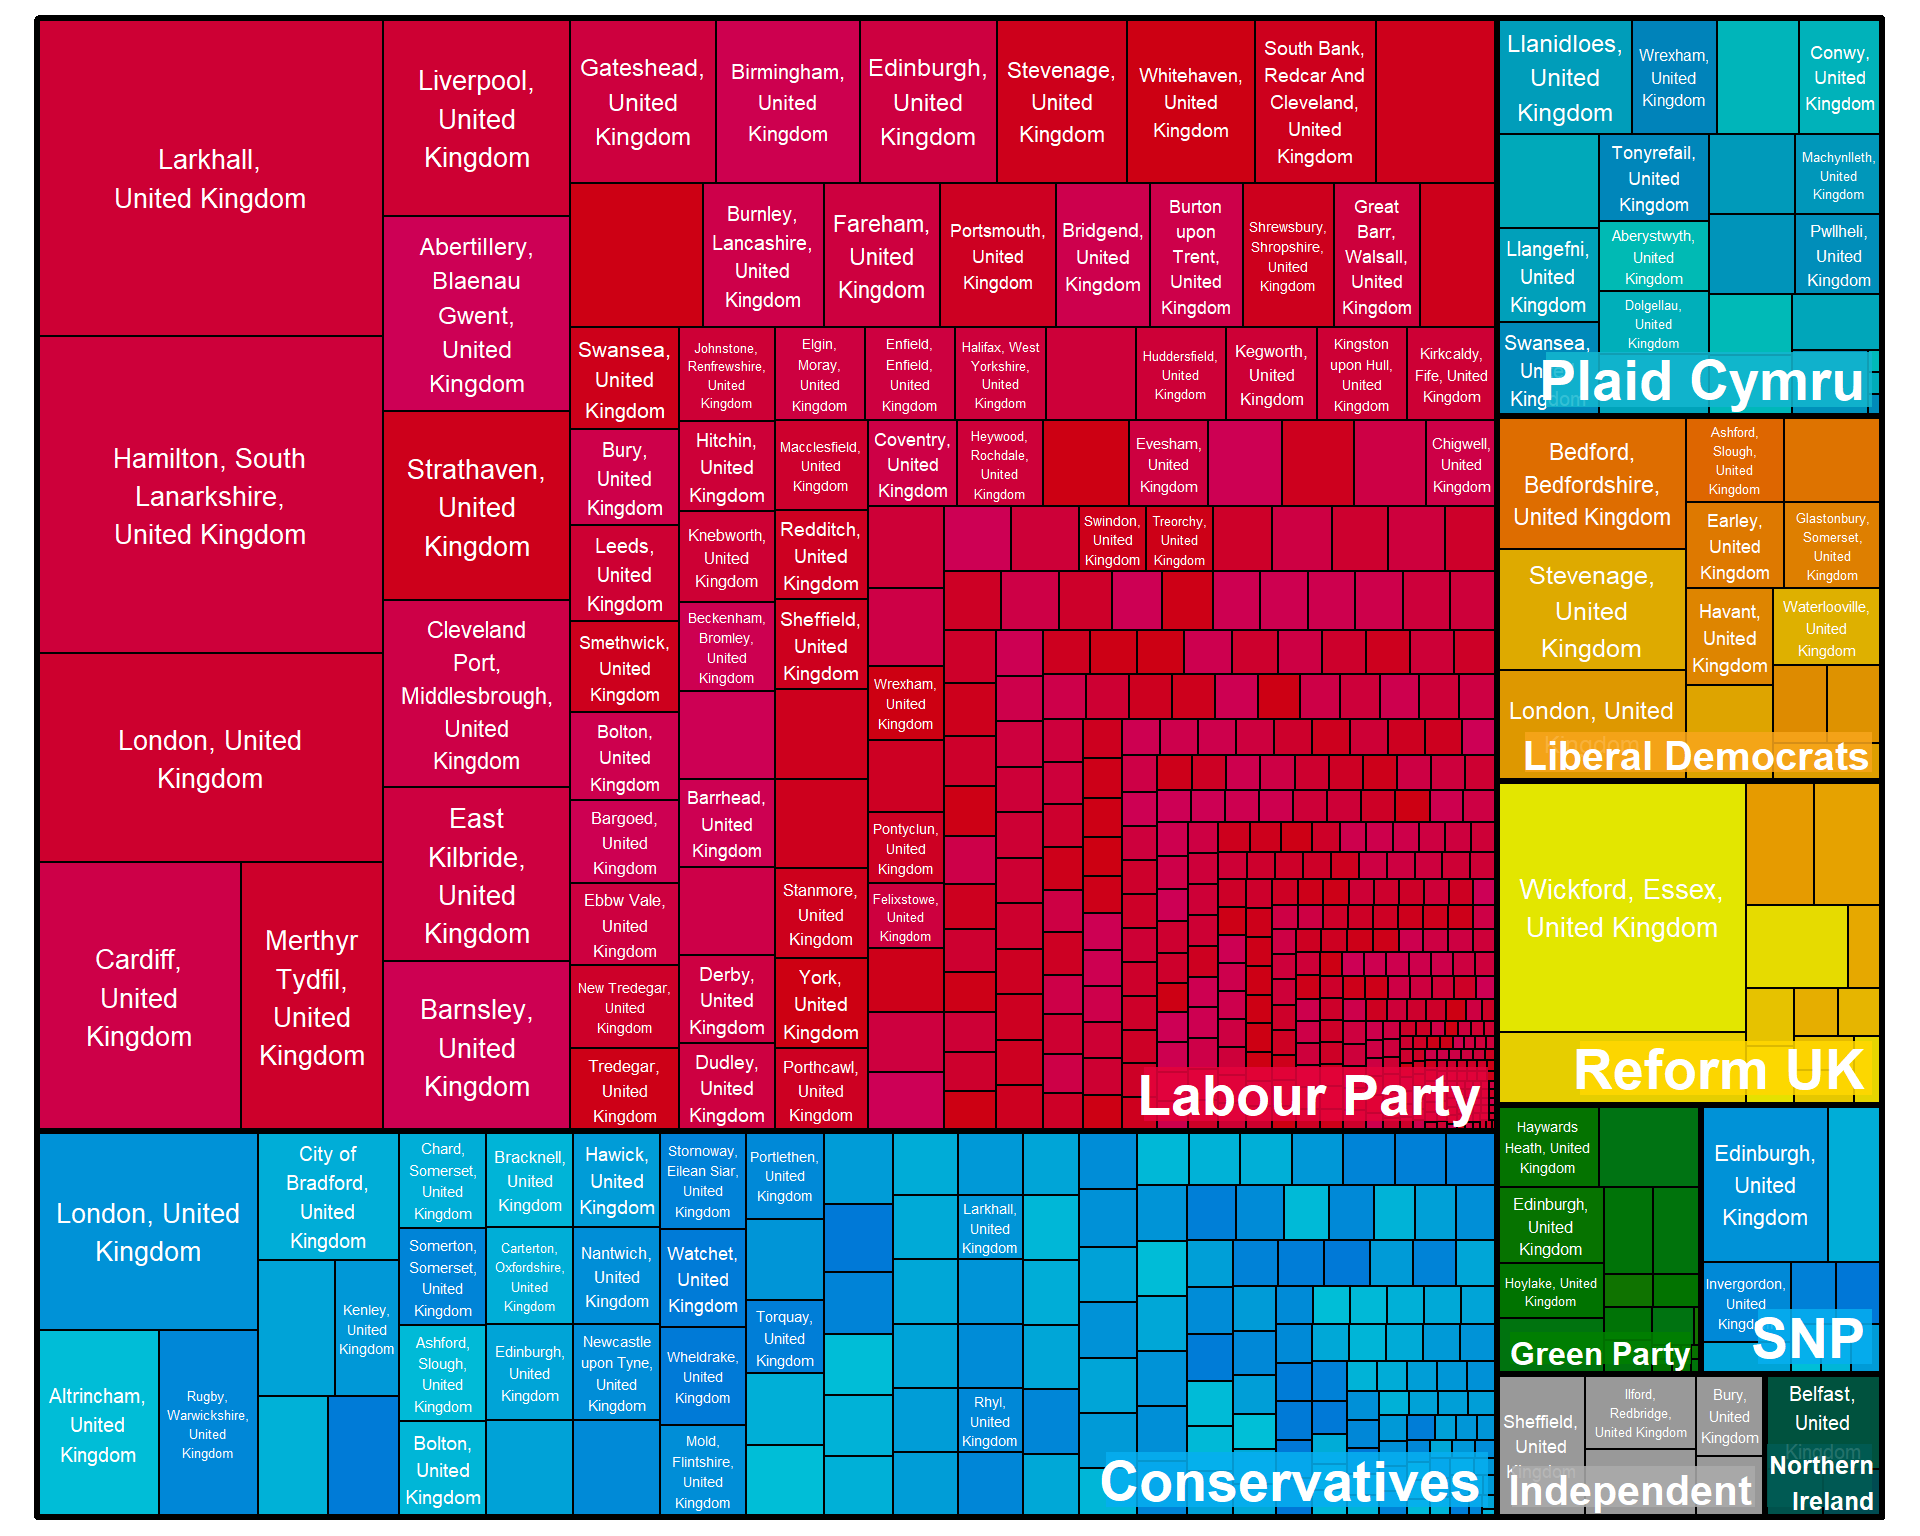 Larkhall,
United Kingdom
Hamilton, South
Lanarkshire,
United Kingdom
London, United
Kingdom
Cardiff,
United
Kingdom
Merthyr
Tydfil,
United
Kingdom
Liverpool,
United
Kingdom
Abertillery,
Blaenau
Gwent,
United
Kingdom
Strathaven,
United
Kingdom
Cleveland
Port,
Middlesbrough,
United
Kingdom
East
Kilbride,
United
Kingdom
Barnsley,
United
Kingdom
Gateshead,
United
Kingdom
Birmingham,
United
Kingdom
Edinburgh,
United
Kingdom
Stevenage,
United
Kingdom
Whitehaven,
United
Kingdom
South Bank,
Redcar And
Cleveland,
United
Kingdom
Burnley,
Lancashire,
United
Kingdom
Fareham,
United
Kingdom
Portsmouth,
United
Kingdom
Bridgend,
United
Kingdom
Burton
upon
Trent,
United
Kingdom
Shrewsbury,
Shropshire,
United
Kingdom
Great
Barr,
Walsall,
United
Kingdom
Swansea,
United
Kingdom
Johnstone,
Renfrewshire,
United
Kingdom
Elgin,
Moray,
United
Kingdom
Enfield,
Enfield,
United
Kingdom
Halifax, West
Yorkshire,
United
Kingdom
Huddersfield,
United
Kingdom
Kegworth,
United
Kingdom
Kingston
upon Hull,
United
Kingdom
Kirkcaldy,
Fife, United
Kingdom
Bury,
United
Kingdom
Hitchin,
United
Kingdom
Macclesfield,
United
Kingdom
Coventry,
United
Kingdom
Heywood,
Rochdale,
United
Kingdom
Evesham,
United
Kingdom
Chigwell,
United
Kingdom
Leeds,
United
Kingdom
Knebworth,
United
Kingdom
Redditch,
United
Kingdom
Swindon,
United
Kingdom
Treorchy,
United
Kingdom
Smethwick,
United
Kingdom
Beckenham,
Bromley,
United
Kingdom
Sheffield,
United
Kingdom
Wrexham,
United
Kingdom
Bolton,
United
Kingdom
Bargoed,
United
Kingdom
Barrhead,
United
Kingdom
Pontyclun,
United
Kingdom
Ebbw Vale,
United
Kingdom
Stanmore,
United
Kingdom
Felixstowe,
United
Kingdom
New Tredegar,
United
Kingdom
Derby,
United
Kingdom
York,
United
Kingdom
Tredegar,
United
Kingdom
Dudley,
United
Kingdom
Porthcawl,
United
Kingdom
Labour Party
London, United
Kingdom
Altrincham,
United
Kingdom
Rugby,
Warwickshire,
United
Kingdom
City of
Bradford,
United
Kingdom
Kenley,
United
Kingdom
Chard,
Somerset,
United
Kingdom
Somerton,
Somerset,
United
Kingdom
Ashford,
Slough,
United
Kingdom
Bolton,
United
Kingdom
Bracknell,
United
Kingdom
Carterton,
Oxfordshire,
United
Kingdom
Edinburgh,
United
Kingdom
Hawick,
United
Kingdom
Nantwich,
United
Kingdom
Newcastle
upon Tyne,
United
Kingdom
Stornoway,
Eilean Siar,
United
Kingdom
Watchet,
United
Kingdom
Wheldrake,
United
Kingdom
Mold,
Flintshire,
United
Kingdom
Portlethen,
United
Kingdom
Torquay,
United
Kingdom
Larkhall,
United
Kingdom
Rhyl,
United
Kingdom
Conservatives
Llanidloes,
United
Kingdom
Wrexham,
United
Kingdom
Conwy,
United
Kingdom
Tonyrefail,
United
Kingdom
Machynlleth,
United
Kingdom
Llangefni,
United
Kingdom
Aberystwyth,
United
Kingdom
Pwllheli,
United
Kingdom
Dolgellau,
United
Kingdom
Swansea,
United
Kingdom
Plaid Cymru
Bedford,
Bedfordshire,
United Kingdom
Ashford,
Slough,
United
Kingdom
Earley,
United
Kingdom
Glastonbury,
Somerset,
United
Kingdom
Stevenage,
United
Kingdom
Havant,
United
Kingdom
Waterlooville,
United
Kingdom
London, United
Kingdom
Liberal Democrats
Wickford, Essex,
United Kingdom
Reform UK
Haywards
Heath, United
Kingdom
Edinburgh,
United
Kingdom
Hoylake, United
Kingdom
Green Party
Edinburgh,
United
Kingdom
Invergordon,
United
Kingdom
SNP
Sheffield,
United
Kingdom
Ilford,
Redbridge,
United Kingdom
Bury,
United
Kingdom
Independent
Belfast,
United
Kingdom
Northern
Ireland